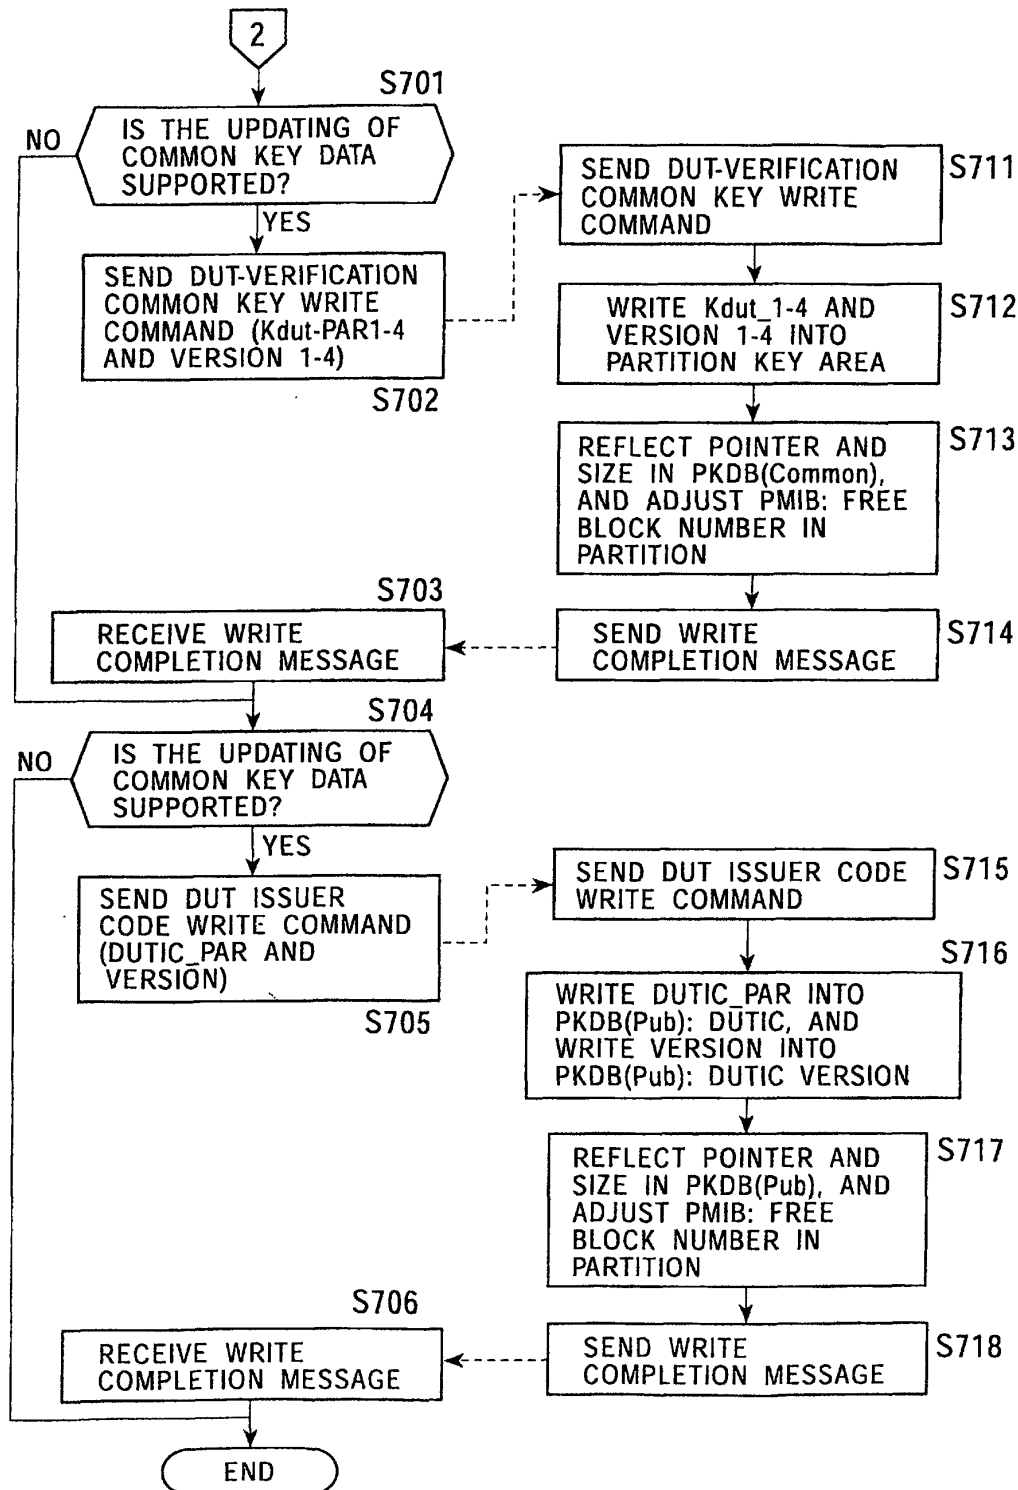 2
S701
NO
IS THE UPDATING OF
COMMON KEY DATA
SUPPORTED?
YES
SEND DUT-VERIFICATION
COMMON KEY WRITE
COMMAND (Kdut-PAR1-4
AND VERSION 1-4)
S702
SEND DUT-VERIFICATION
COMMON KEY WRITE
COMMAND
S711
WRITE Kdut_1-4 AND
VERSION 1-4 INTO
PARTITION KEY AREA
S712
REFLECT POINTER AND
SIZE IN PKDB(Common),
AND ADJUST PMIB: FREE
BLOCK NUMBER IN
PARTITION
S713
S703
RECEIVE WRITE
COMPLETION MESSAGE
SEND WRITE
COMPLETION MESSAGE
S714
S704
NO
IS THE UPDATING OF
COMMON KEY DATA
SUPPORTED?
YES
SEND DUT ISSUER
CODE WRITE COMMAND
(DUTIC_PAR AND
VERSION)
S705
SEND DUT ISSUER CODE
WRITE COMMAND
S715
S716
WRITE DUTIC_PAR INTO
PKDB(Pub): DUTIC, AND
WRITE VERSION INTO
PKDB(Pub): DUTIC VERSION
REFLECT POINTER AND
SIZE IN PKDB(Pub), AND
ADJUST PMIB: FREE
BLOCK NUMBER IN
PARTITION
S717
S706
RECEIVE WRITE
COMPLETION MESSAGE
SEND WRITE
COMPLETION MESSAGE
S718
END